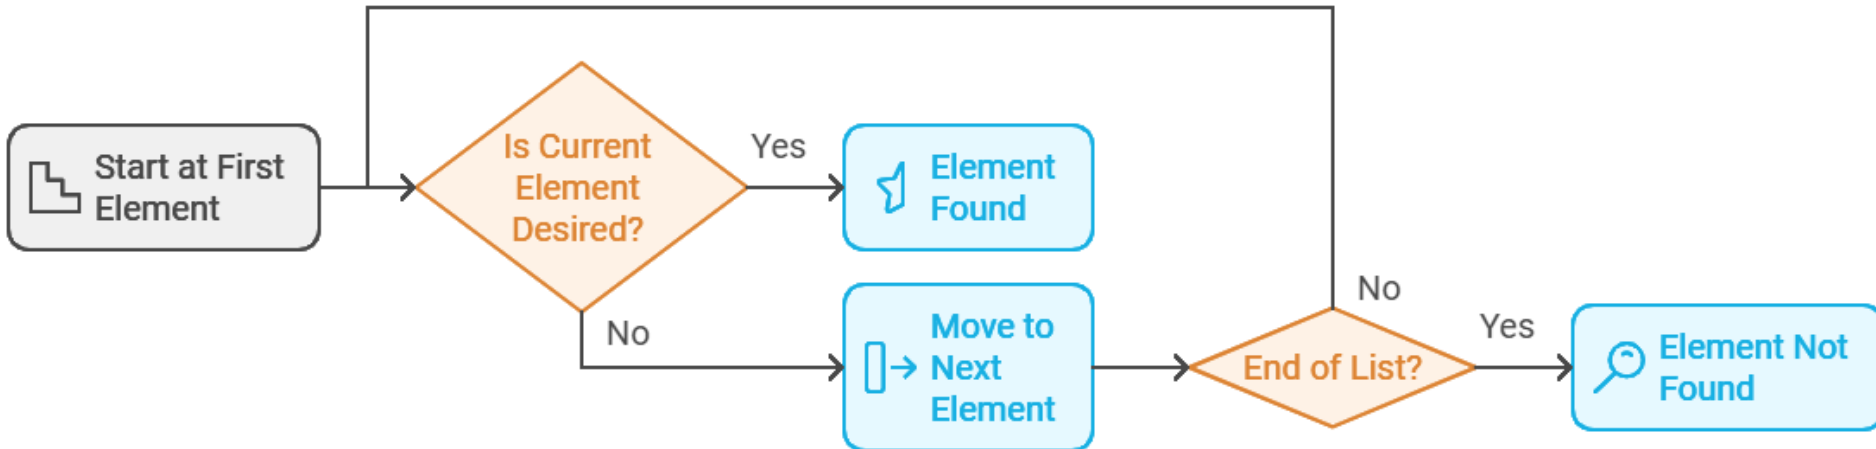 Start at First
Element
Is Current
Element
Desired?
Yes
Element
Found
No
Move to
Next
Element
End of List?
No
Yes
Element Not
Found